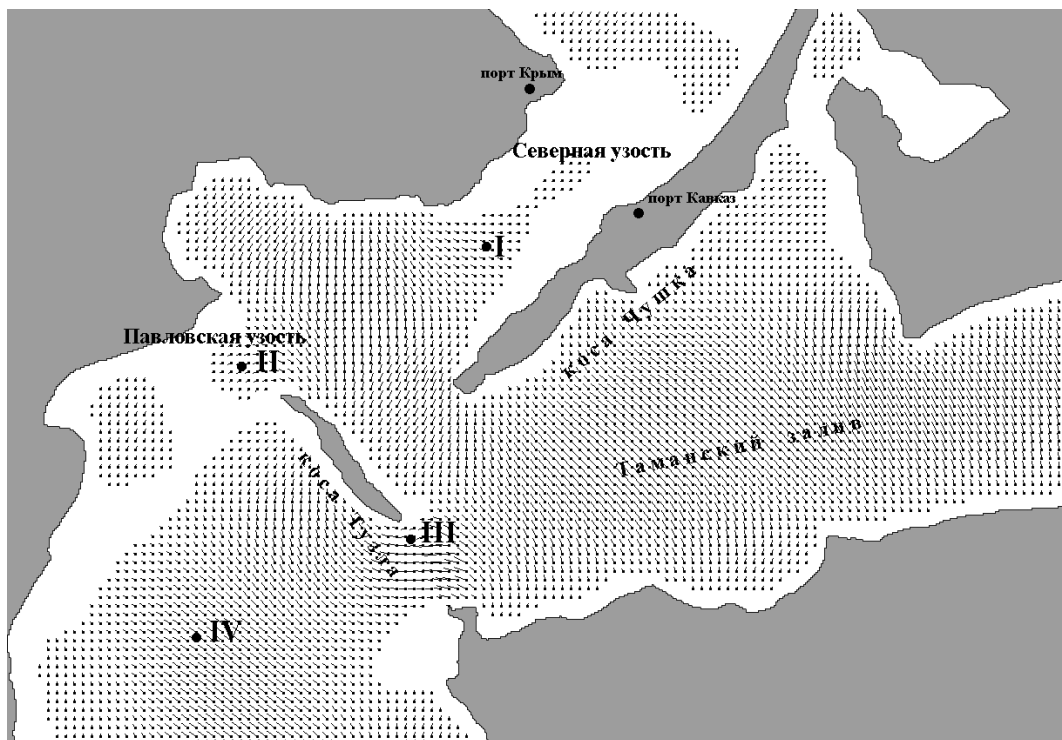 порт Крым
Северная узость
порт Кавказ
I
коса Чушка
Павловская узость
II
Таманский залив
коса Тузла
III
IV